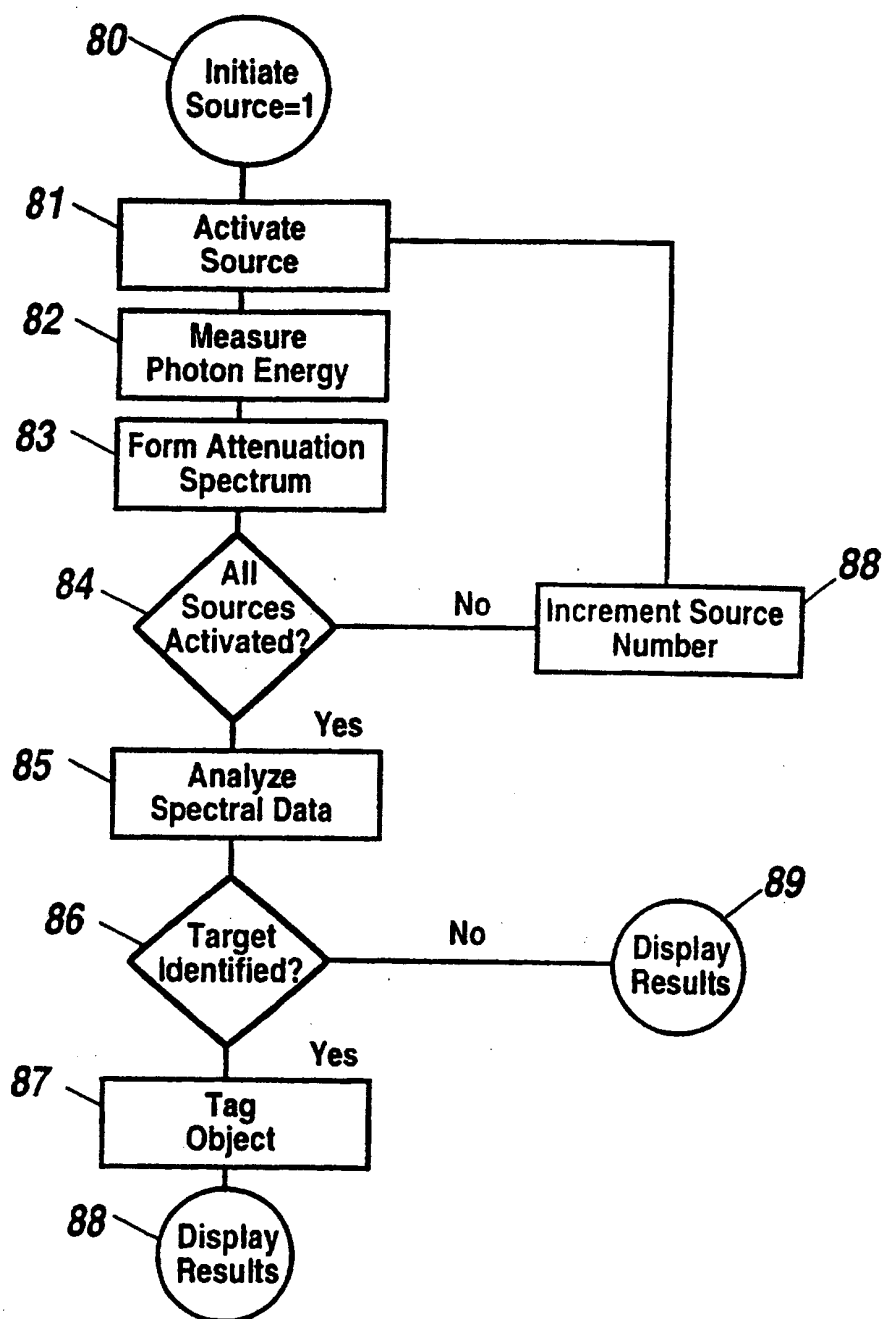 80
Initiate
Source=1
81
Activate
Source
82
Measure
Photon Energy
83
Form Attenuation
Spectrum
84
All
Sources
Activated?
No
88
Increment Source
Number
Yes
85
Analyze
Spectral Data
86
Target
Identified?
No
89
Display
Results
Yes
87
Tag
Object
88
Display
Results